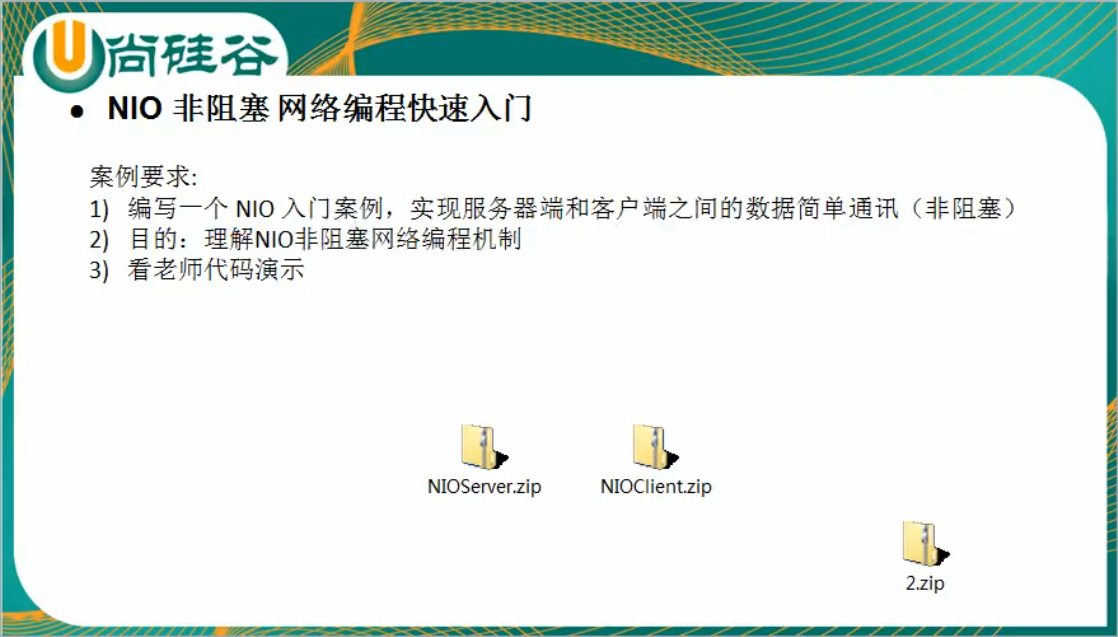 尚硅谷
● NIO 非阻塞 网络编程快速入门
案例要求:
1) 编写一个 NIO 入门案例，实现服务器端和客户端之间的数据简单通讯（非阻塞）
2) 目的：理解NIO非阻塞网络编程机制
3) 看老师代码演示
NIOServer.zip NIOClient.zip
2.zip